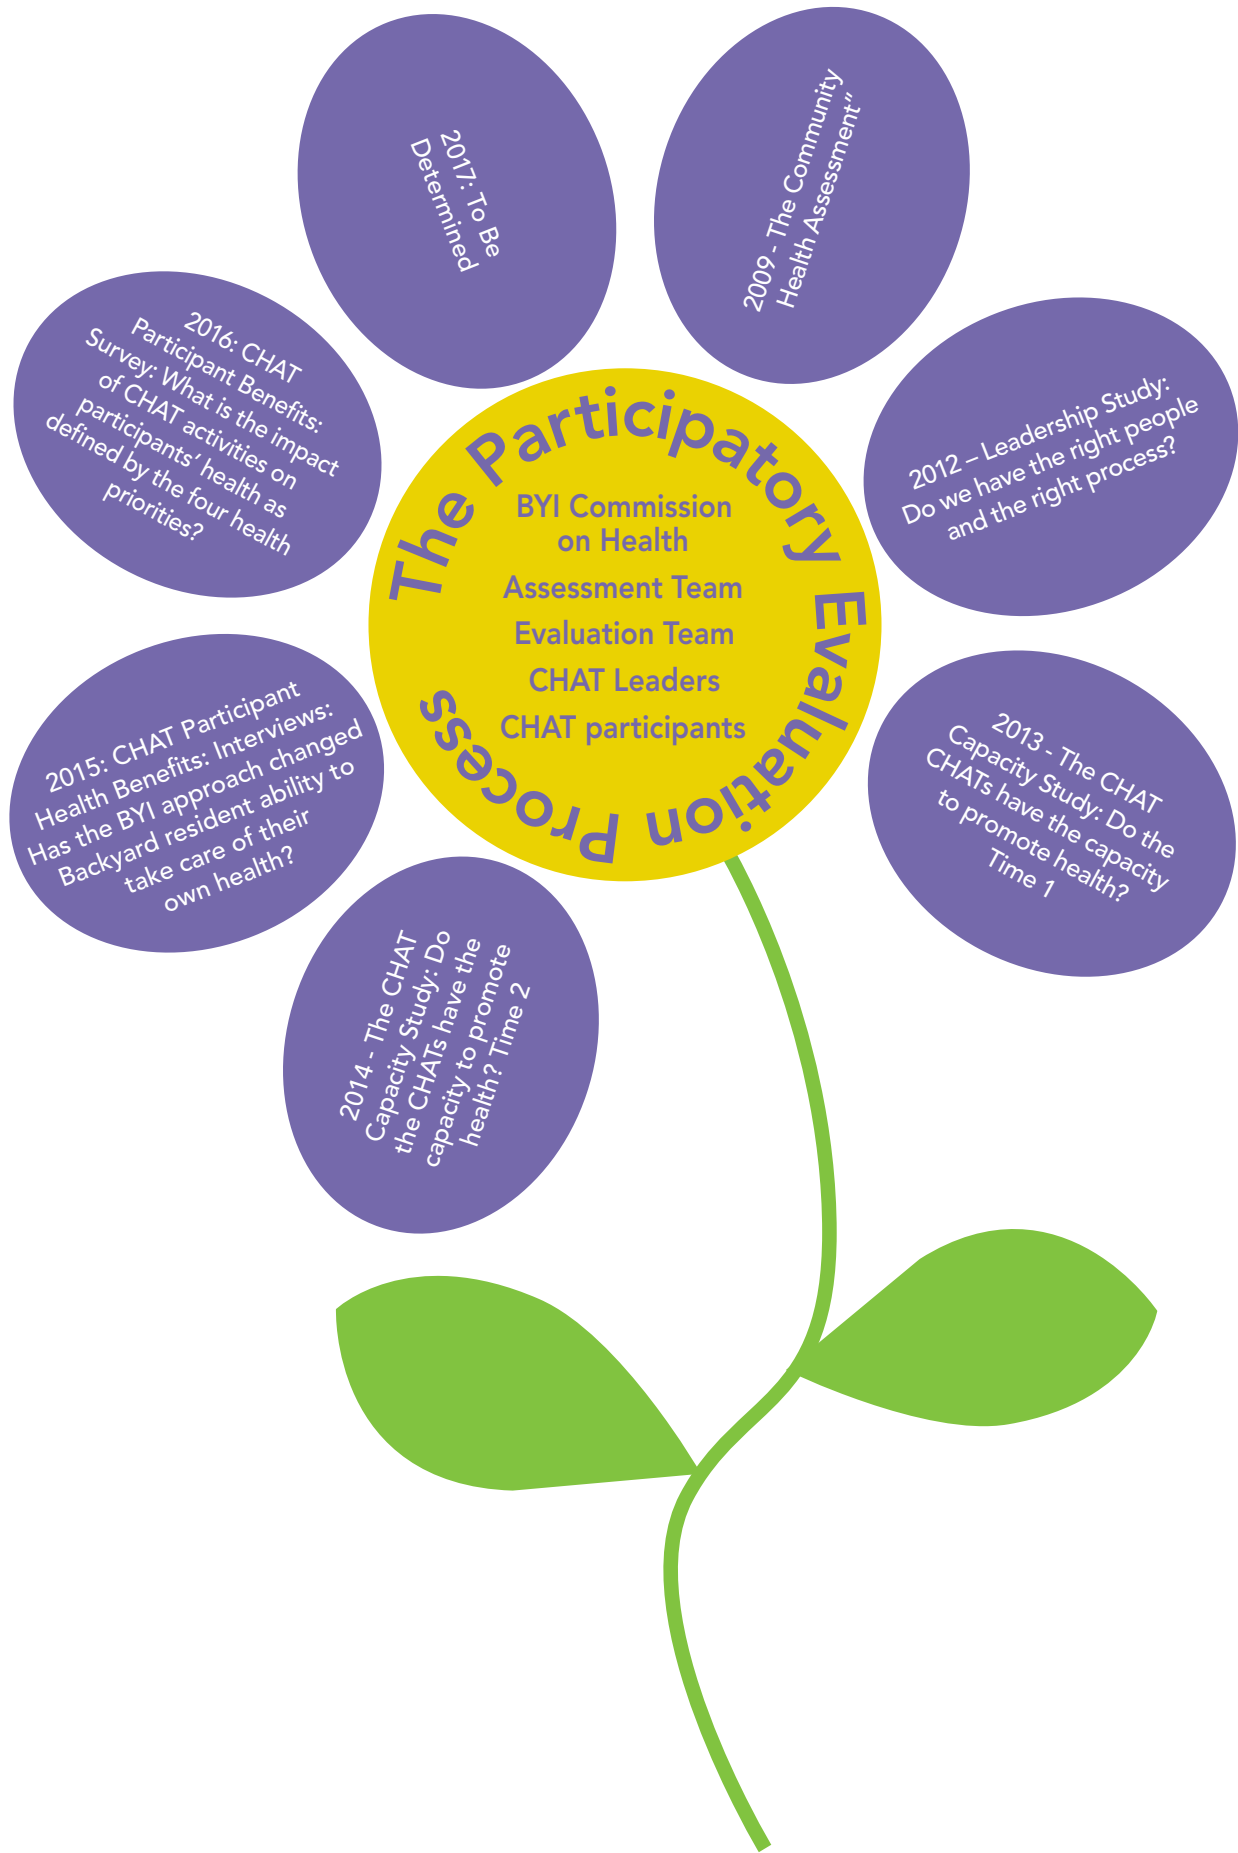 The Participatory Evaluation Process
BYI Commission
on Health
Assessment Team
Evaluation Team
CHAT Leaders
CHAT participants
2009 - The Community
Health Assessment”
2012 – Leadership Study:
Do we have the right people
and the right process?
2013 - The CHAT
Capacity Study: Do the
CHATs have the capacity
to promote health?
Time 1
2014 - The CHAT
Capacity Study: Do
the CHATs have the
capacity to promote
health? Time 2
2015: CHAT Participant
Health Benefits: Interviews:
Has the BYI approach changed
Backyard resident ability to
take care of their
own health?
2016: CHAT
Participant Benefits:
Survey: What is the impact
of CHAT activities on
participants’ health as
defined by the four health
priorities?
2017: To Be
Determined